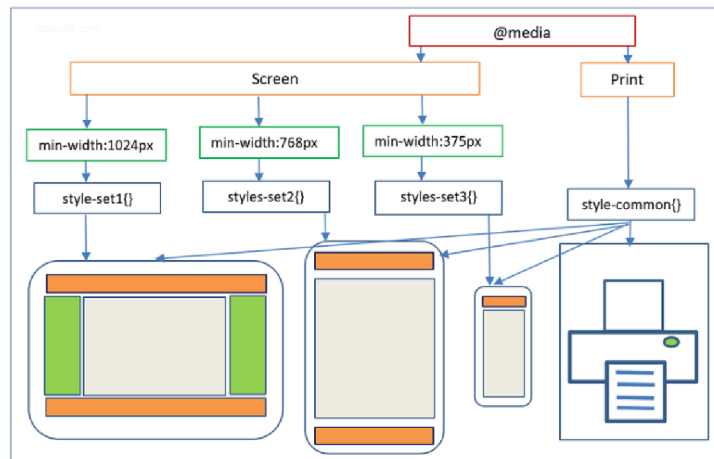 @media
Screen
Print
min-width:1024px
min-width:768px
min-width:375px
style-set1{}
styles-set2{}
styles-set3{}
style-common{}